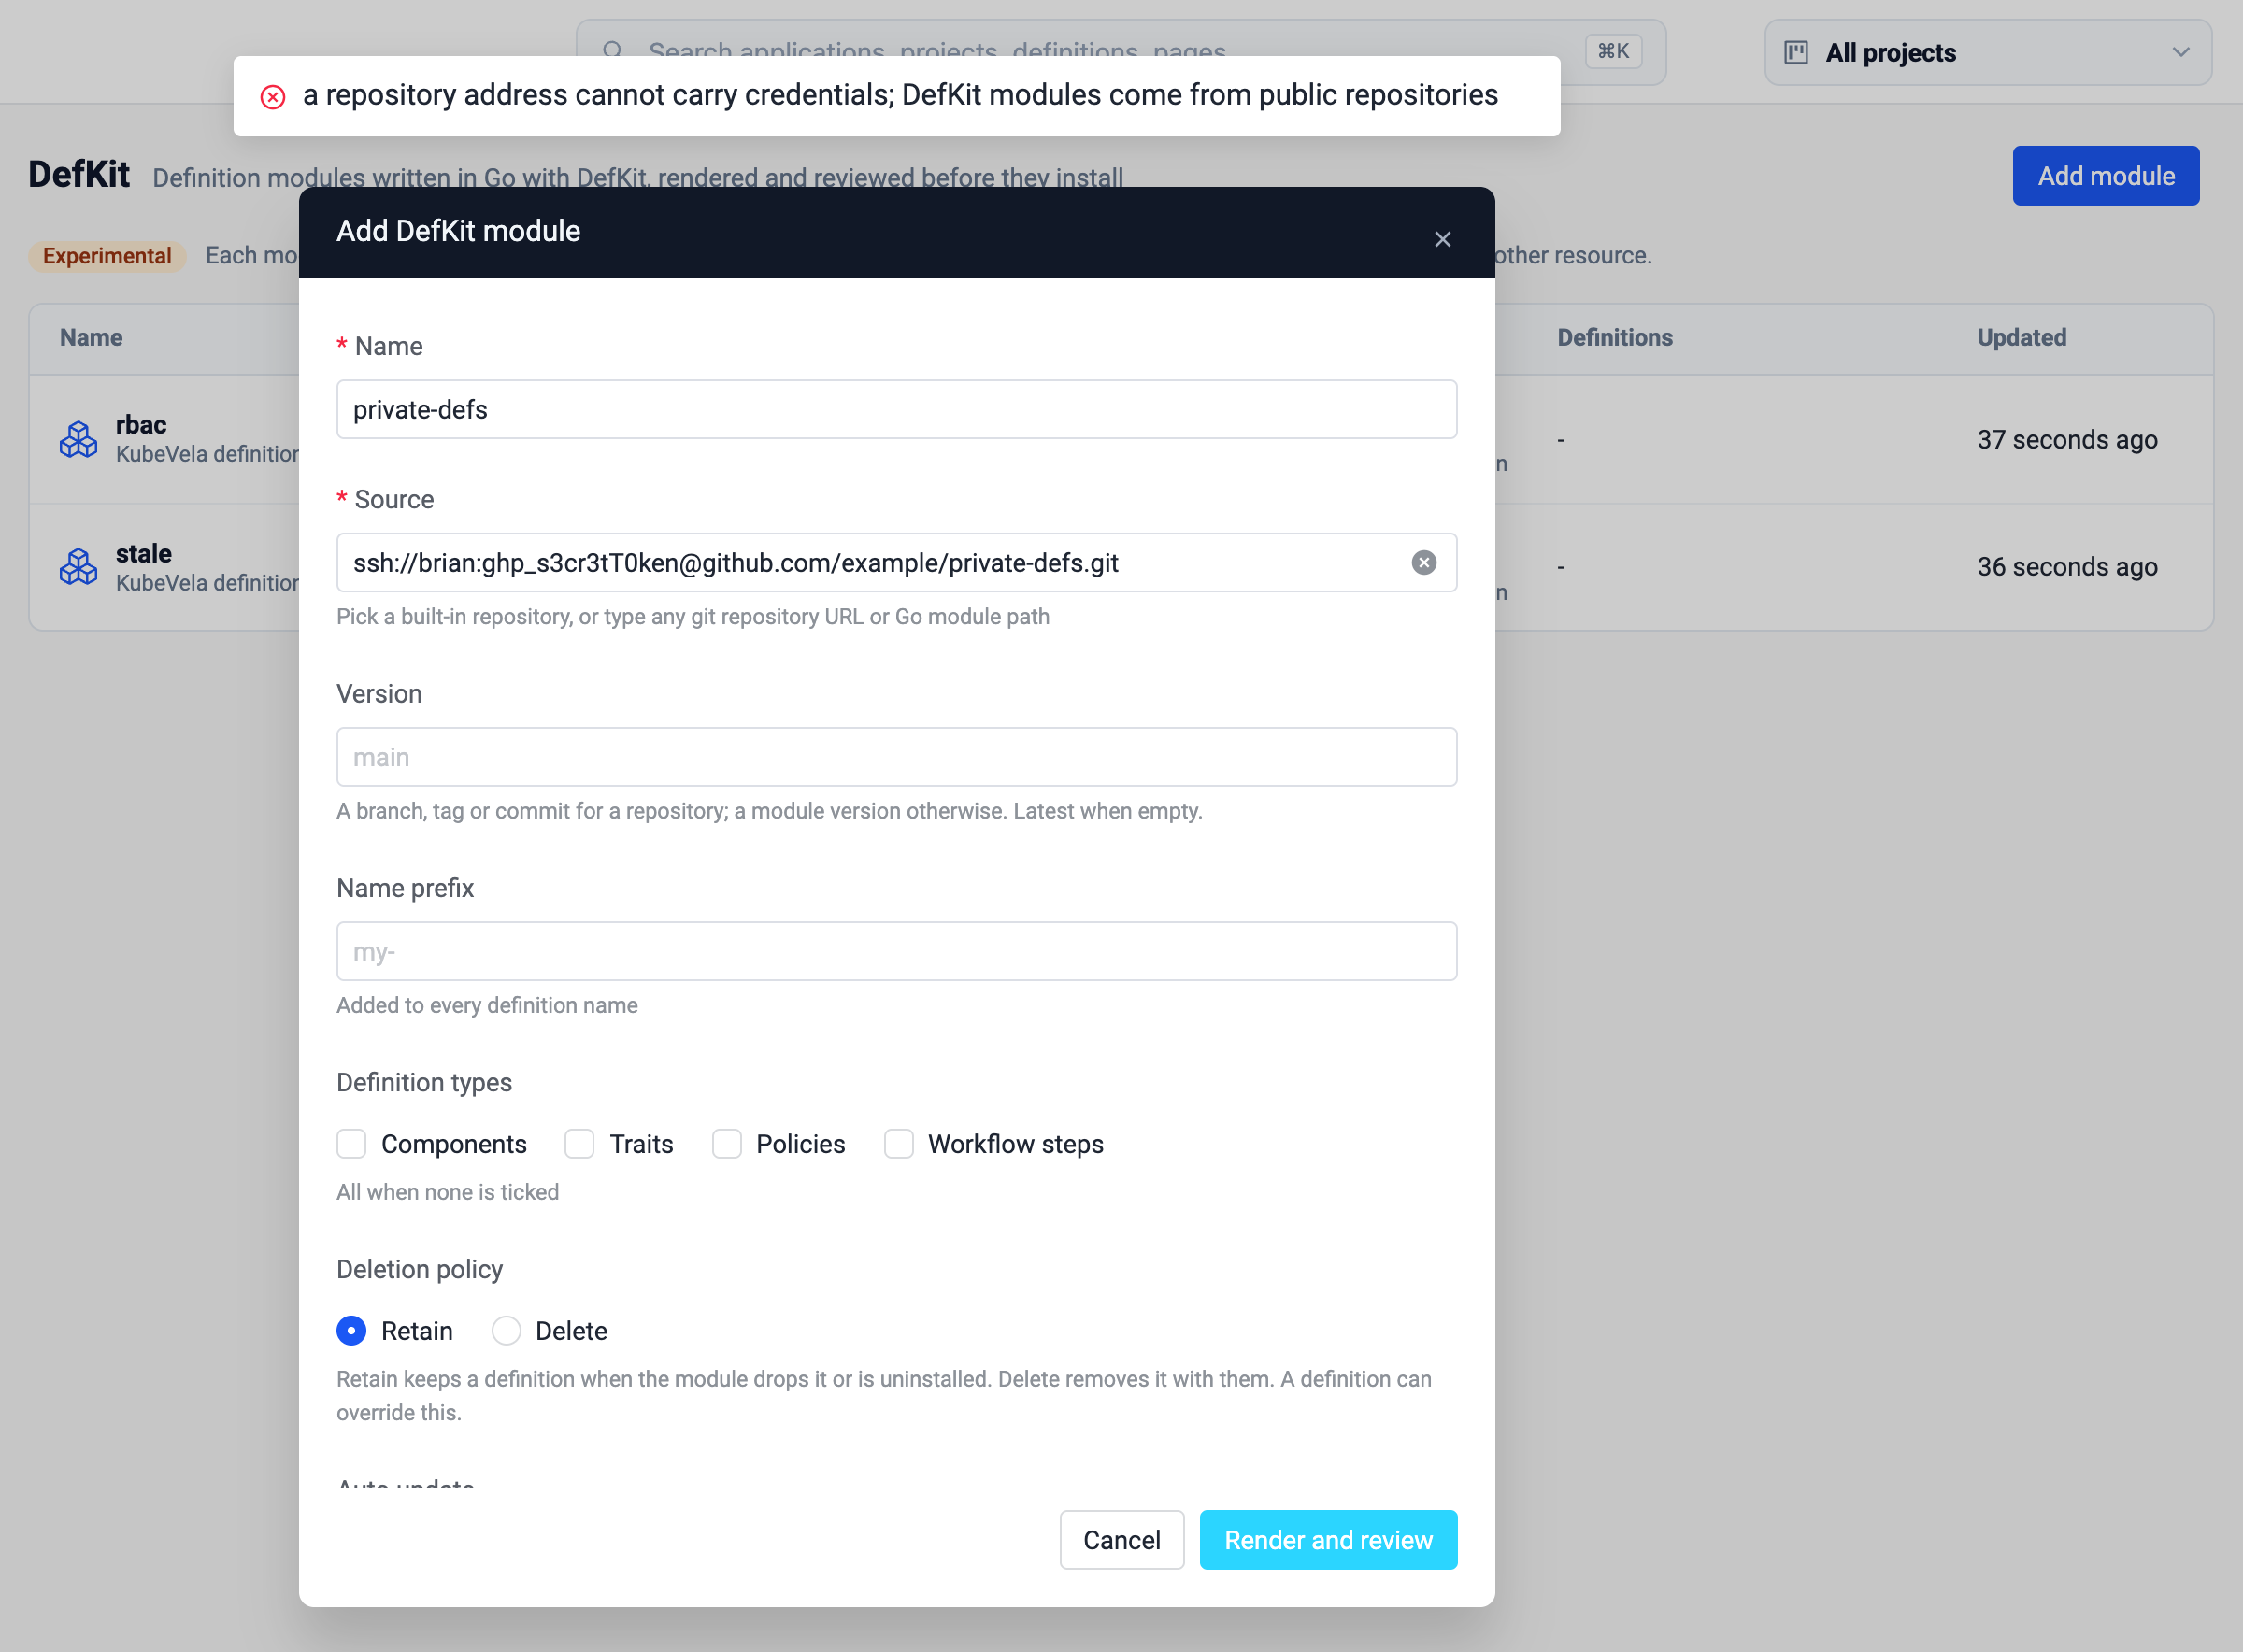 Search applications, projects, definitions, pages
⌘K
All projects
a repository address cannot carry credentials; DefKit modules come from public repositories
DefKit
Definition modules written in Go with DefKit, rendered and reviewed before they install
Add module
Experimental
Each mo
other resource.
Name
Definitions
Updated
rbac
KubeVela definition
n
-
37 seconds ago
stale
KubeVela definition
n
-
36 seconds ago
Add DefKit module
* Name
private-defs
* Source
ssh://brian:ghp_s3cr3tT0ken@github.com/example/private-defs.git
Pick a built-in repository, or type any git repository URL or Go module path
Version
main
A branch, tag or commit for a repository; a module version otherwise. Latest when empty.
Name prefix
my-
Added to every definition name
Definition types
Components
Traits
Policies
Workflow steps
All when none is ticked
Deletion policy
Retain
Delete
Retain keeps a definition when the module drops it or is uninstalled. Delete removes it with them. A definition can
override this.
Auto update
Cancel
Render and review